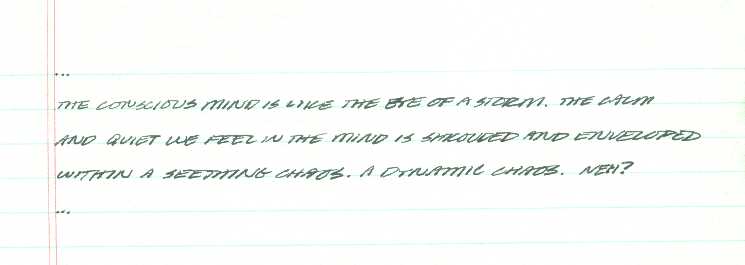 ...
THE CONSCIOUS MIND IS LIKE THE EYE OF A STORM. THE CALM
AND QUIET WE FEEL IN THE MIND IS SHROUDED AND ENVELOPED
WITHIN A SEETHING CHAOS. A DYNAMIC CHAOS. NEH?
...